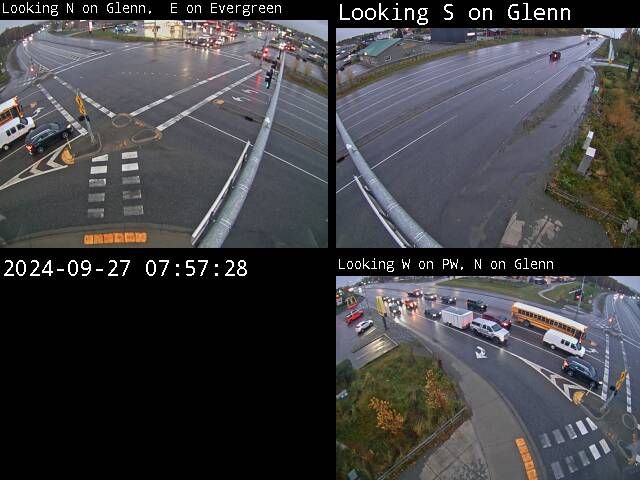 Looking N on Glenn,  E on Evergreen
Looking S on Glenn
2024-09-27 07:57:28
Looking W on PW, N on Glenn